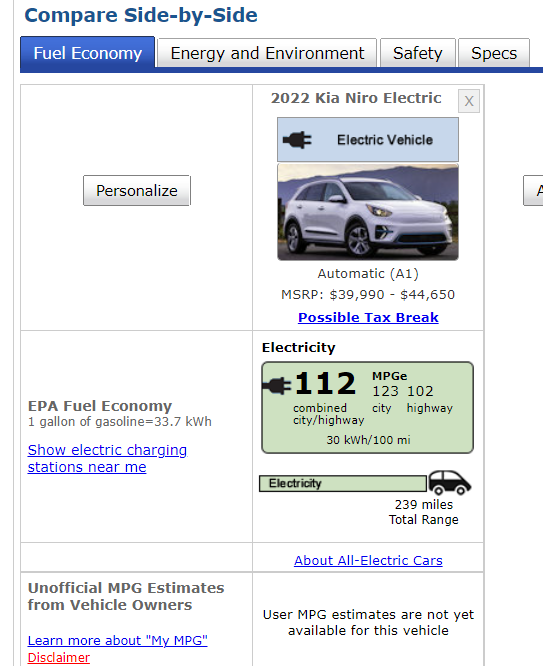 Compare Side-by-Side
Fuel Economy
Energy and Environment
Safety
Specs
2022 Kia Niro Electric
X
Electric Vehicle
Personalize
A
Automatic (A1)
MSRP: $39,990 - $44,650
Possible Tax Break
Electricity
EPA Fuel Economy
1 gallon of gasoline=33.7 kWh
Show electric charging
stations near me
112
combined
city/highway
MPGe
123 102
city highway
30 kWh/100 mi
Electricity
239 miles
Total Range
About All-Electric Cars
Unofficial MPG Estimates
from Vehicle Owners
Learn more about "My MPG"
Disclaimer
User MPG estimates are not yet
available for this vehicle